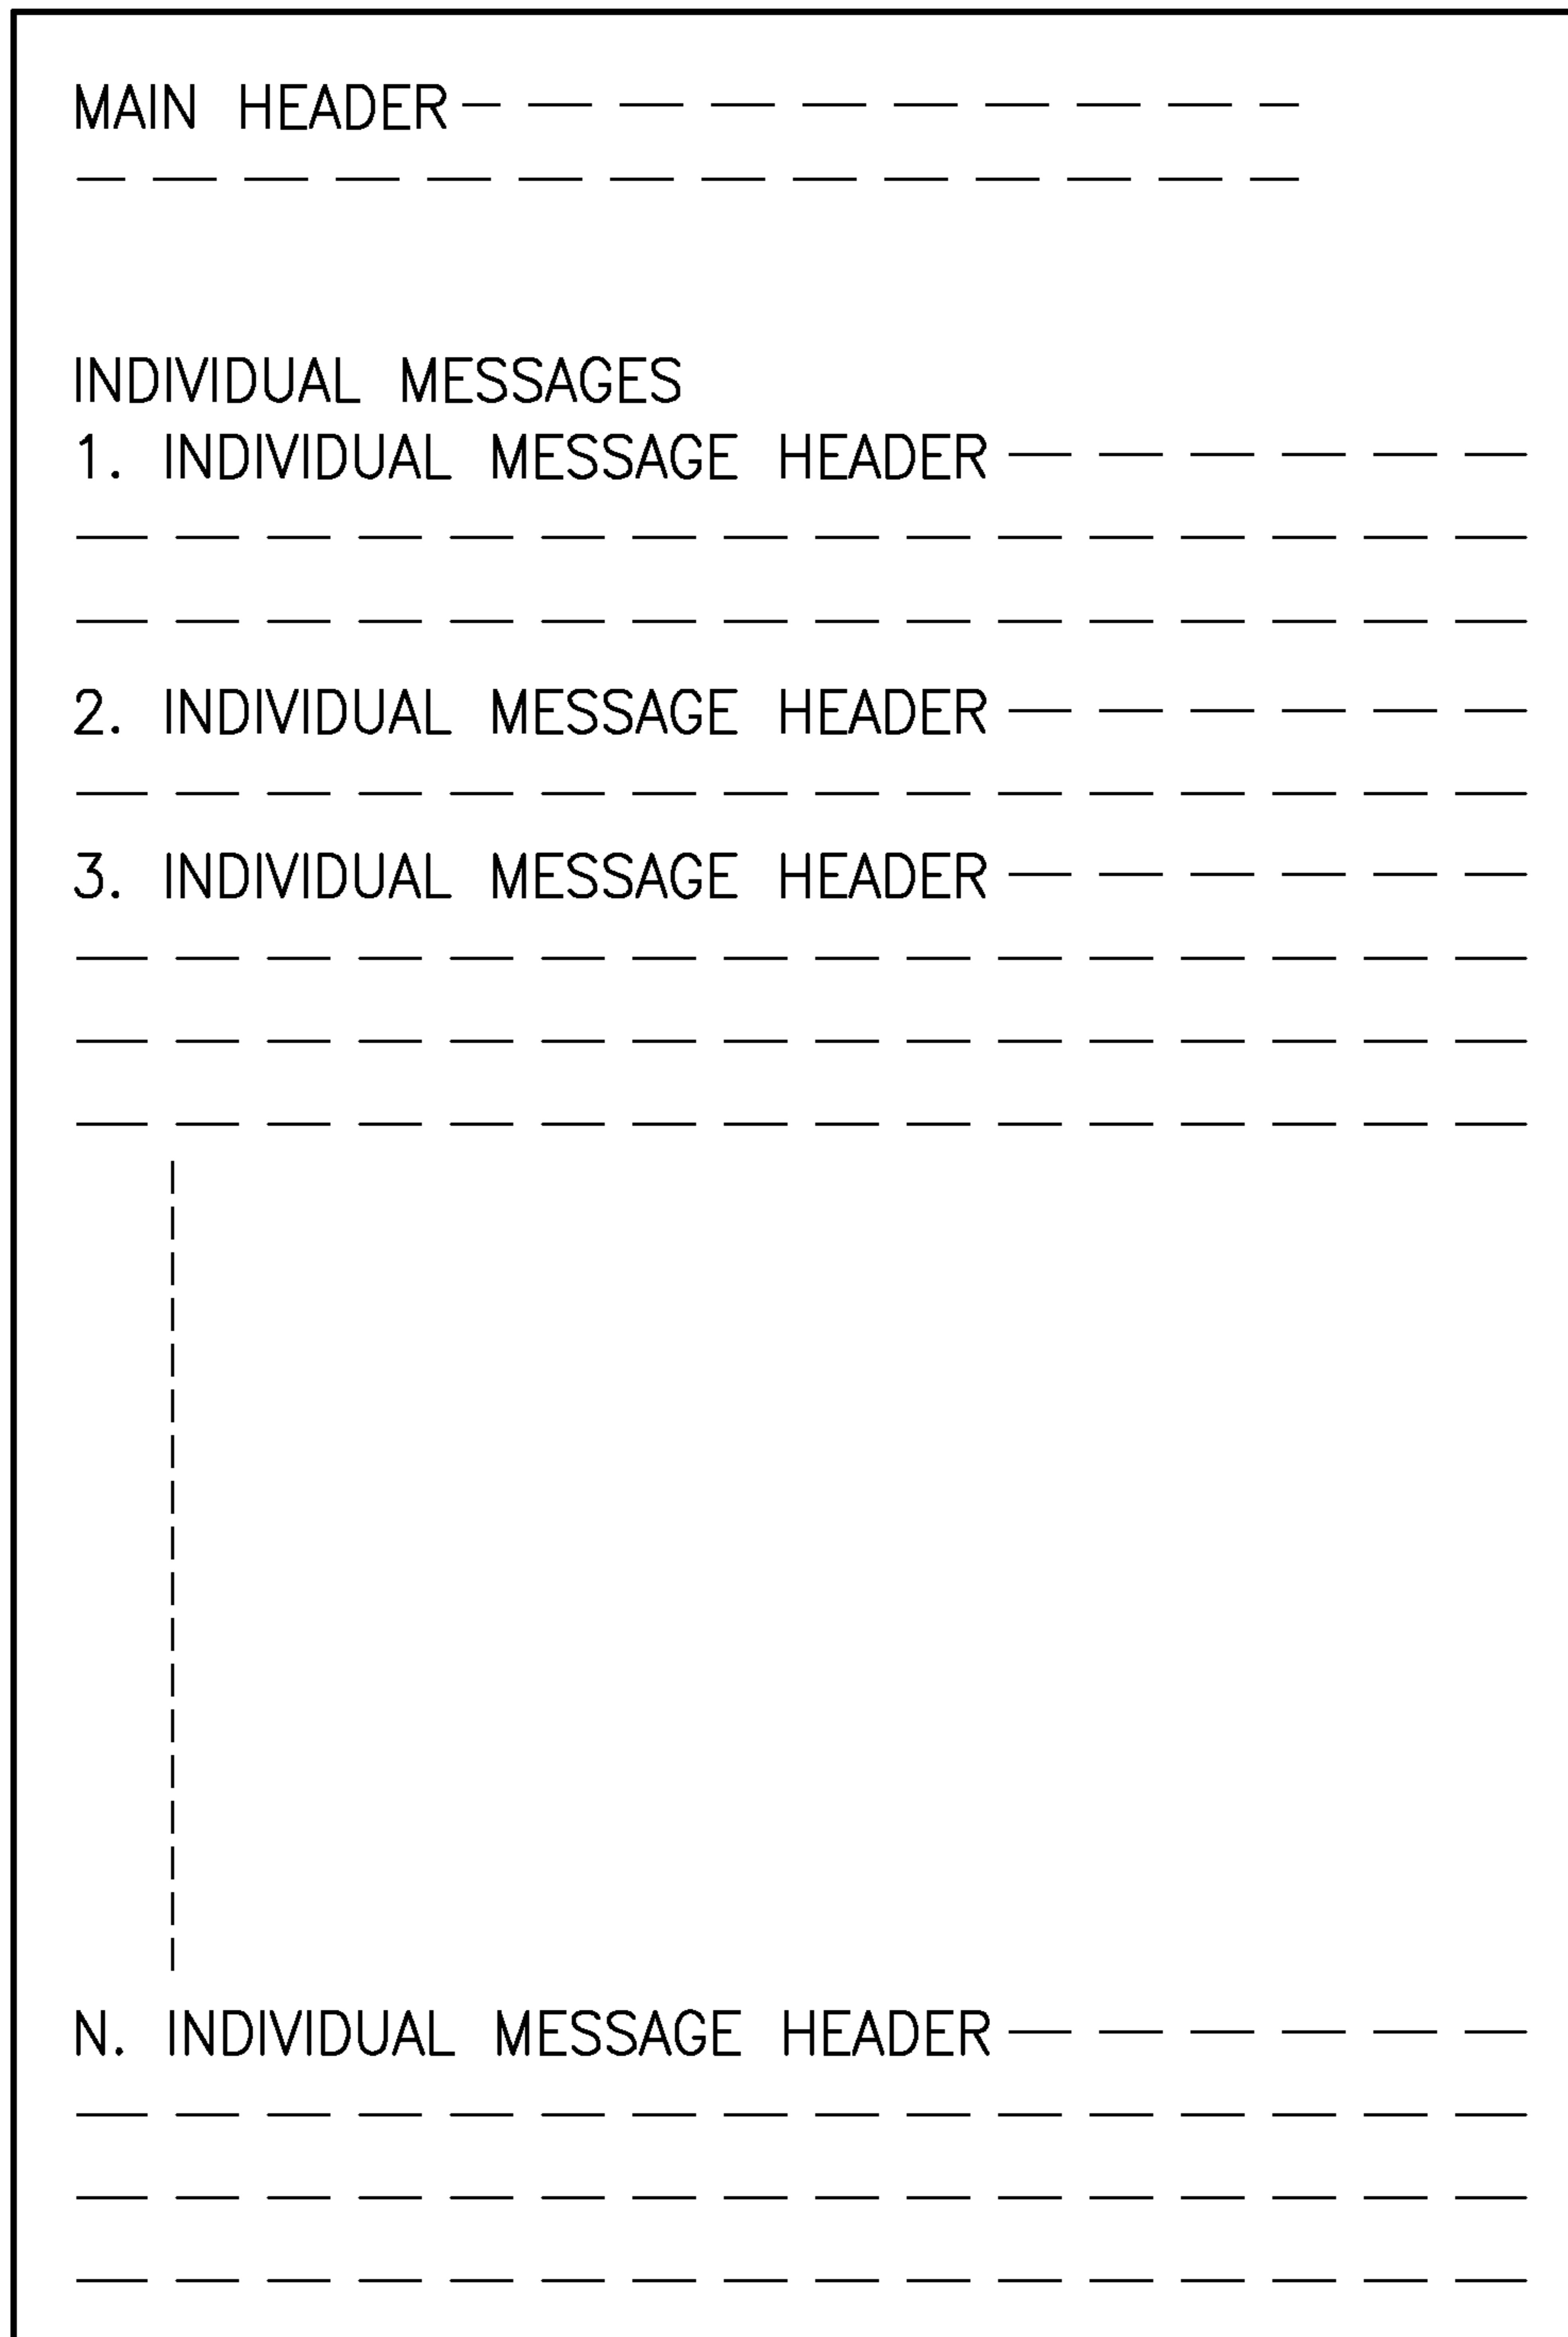 MAIN HEADER
INDIVIDUAL MESSAGES
1. INDIVIDUAL MESSAGE HEADER
2. INDIVIDUAL MESSAGE HEADER
3. INDIVIDUAL MESSAGE HEADER
N. INDIVIDUAL MESSAGE HEADER